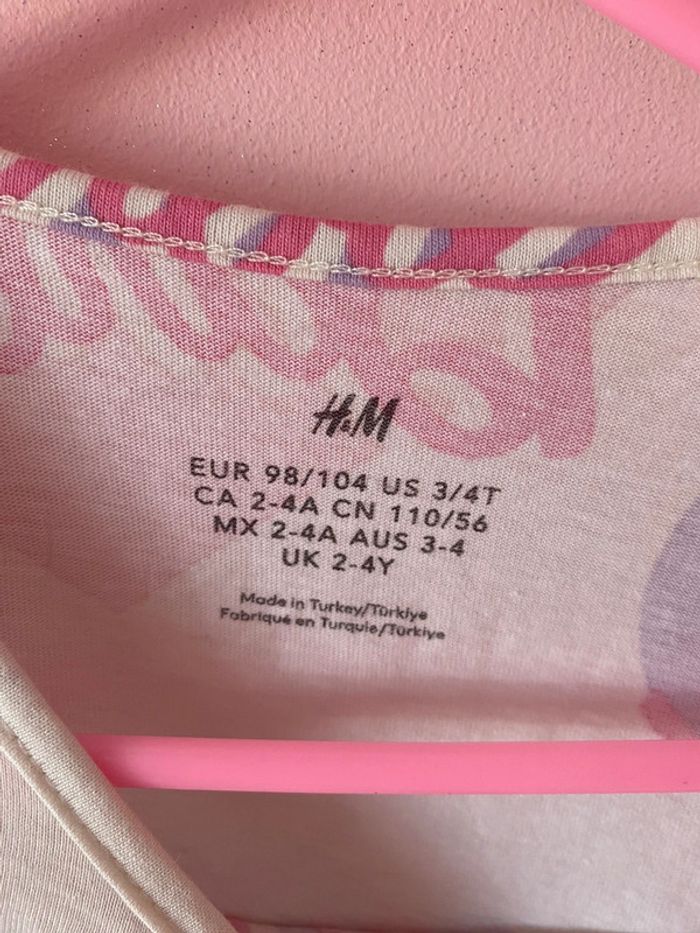 H&M
EUR 98/104 US 3/4T
CA 2-4A CN 110/56
MX 2-4A AUS 3-4
UK 2-4Y
Made in Turkey/Türkiye
Fabriqué en Turquie/Türkiye